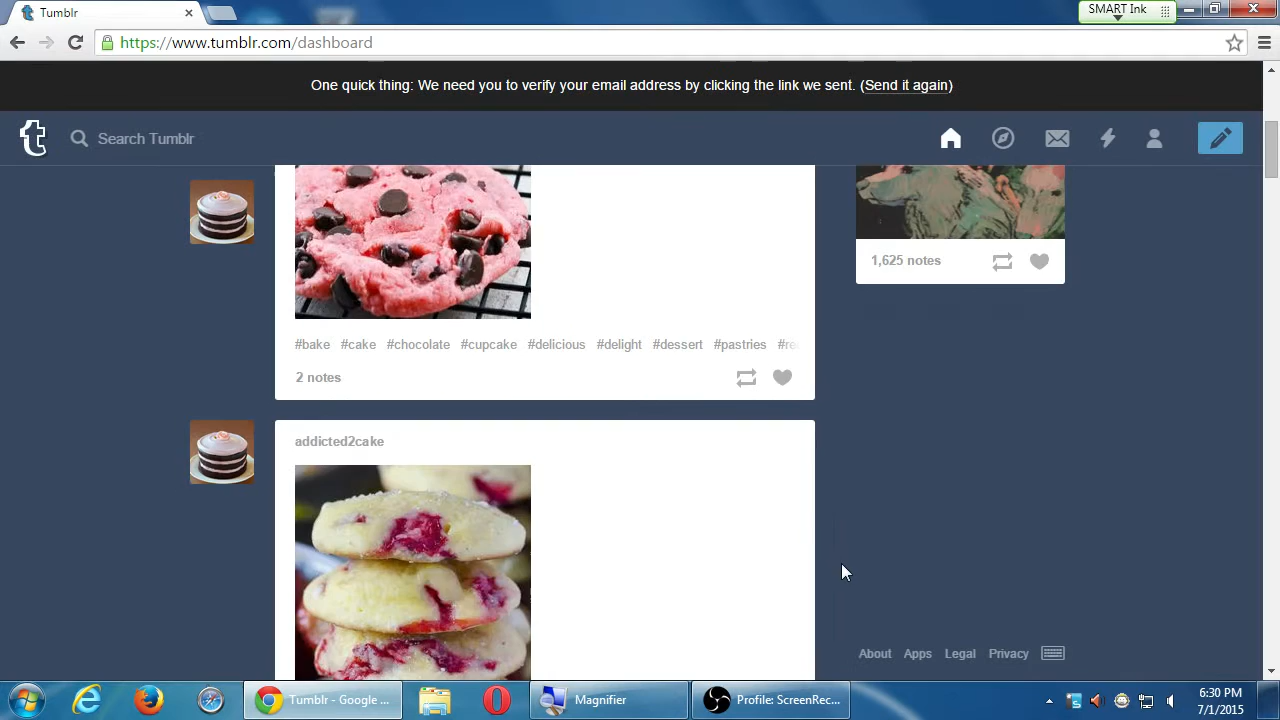 Tumblr
SMART Ink
https://www.tumblr.com/dashboard
One quick thing: We need you to verify your email address by clicking the link we sent. (Send it again)
t Search Tumblr
1,625 notes
#bake #cake #chocolate #cupcake #delicious #delight #dessert #pastries
2 notes
addicted2cake
About Apps Legal Privacy
Tumblr - Google ... Magnifier Profile: ScreenRec...
6:30 PM
7/1/2015